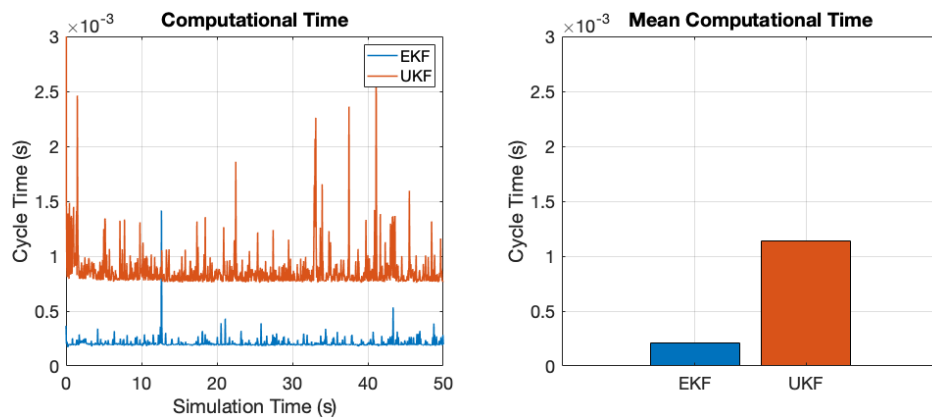 Computational Time
×10⁻³
3
2.5
2
1.5
1
0.5
0
Cycle Time (s)
EKF
UKF
0 10 20 30 40 50
Simulation Time (s)
Mean Computational Time
×10⁻³
3
2.5
2
1.5
1
0.5
0
Cycle Time (s)
EKF UKF